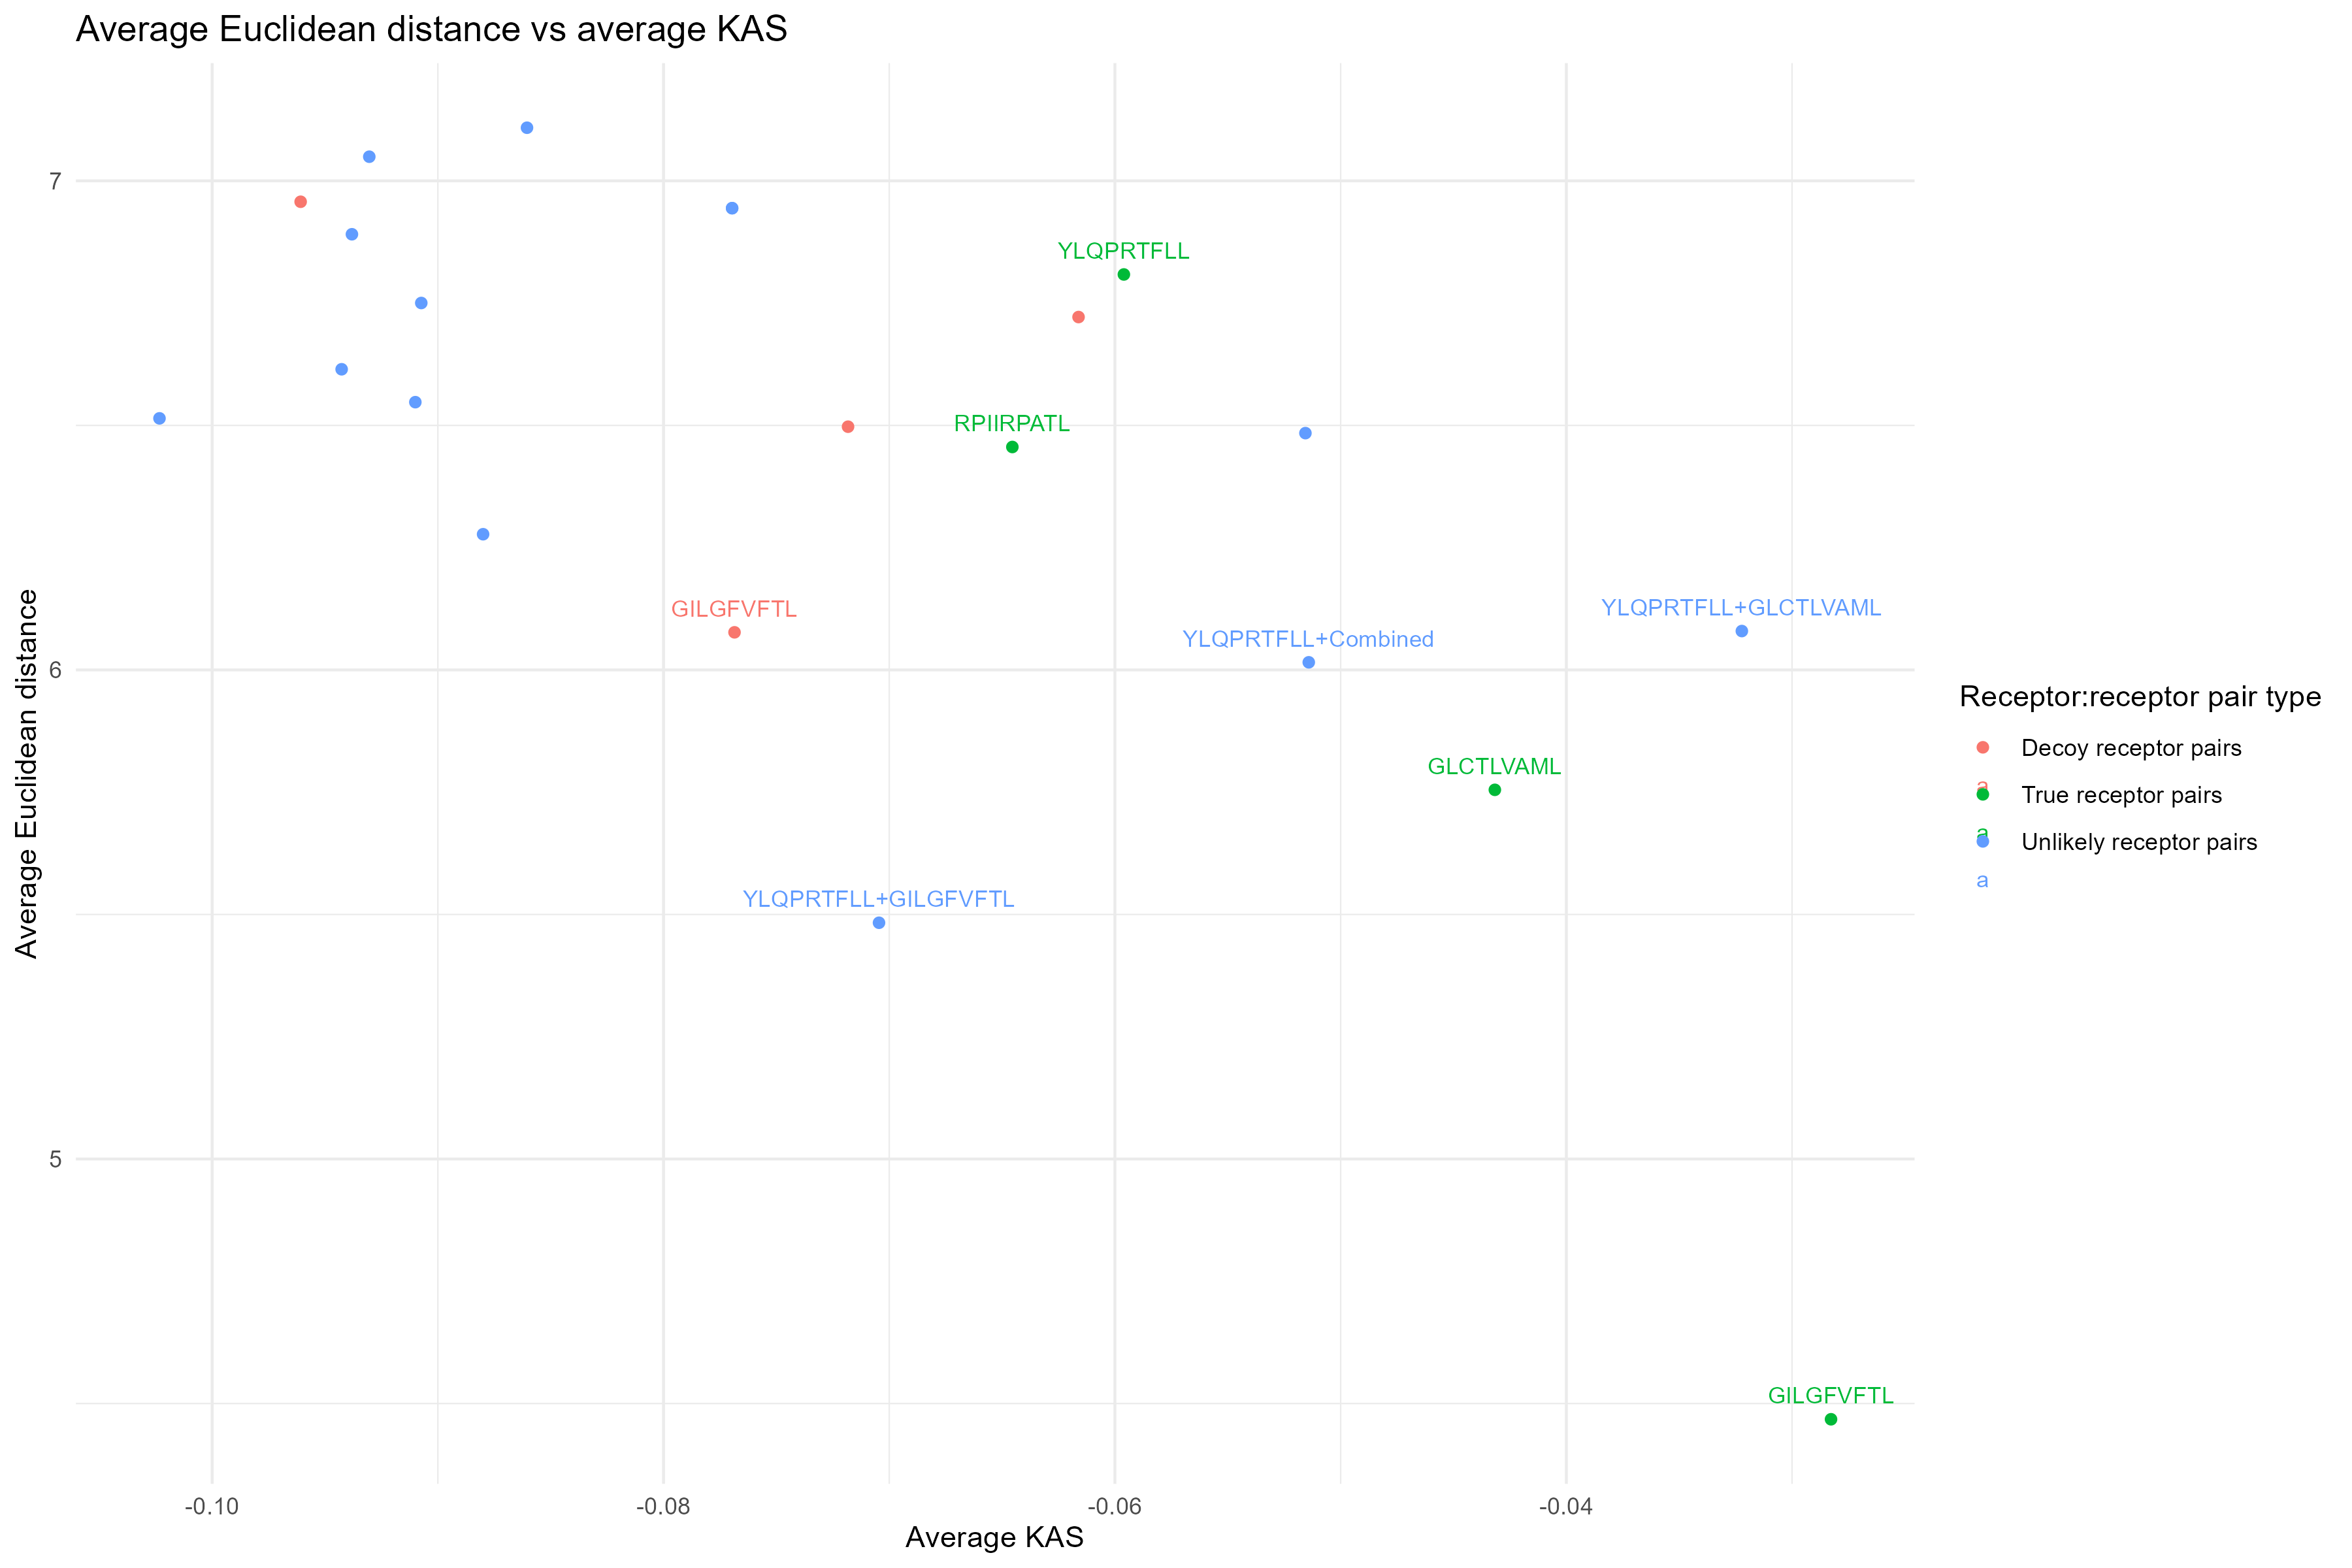 Average Euclidean distance vs average KAS
7
6
5
Average Euclidean distance
YLQPRTFLL
RPIIRPATL
GILGFVFTL
YLQPRTFLL+GLCTLVAML
YLQPRTFLL+Combined
GLCTLVAML
YLQPRTFLL+GILGFVFTL
GILGFVFTL
-0.10
-0.08
-0.06
-0.04
Average KAS
Receptor:receptor pair type
Decoy receptor pairs
a
True receptor pairs
a
Unlikely receptor pairs
a